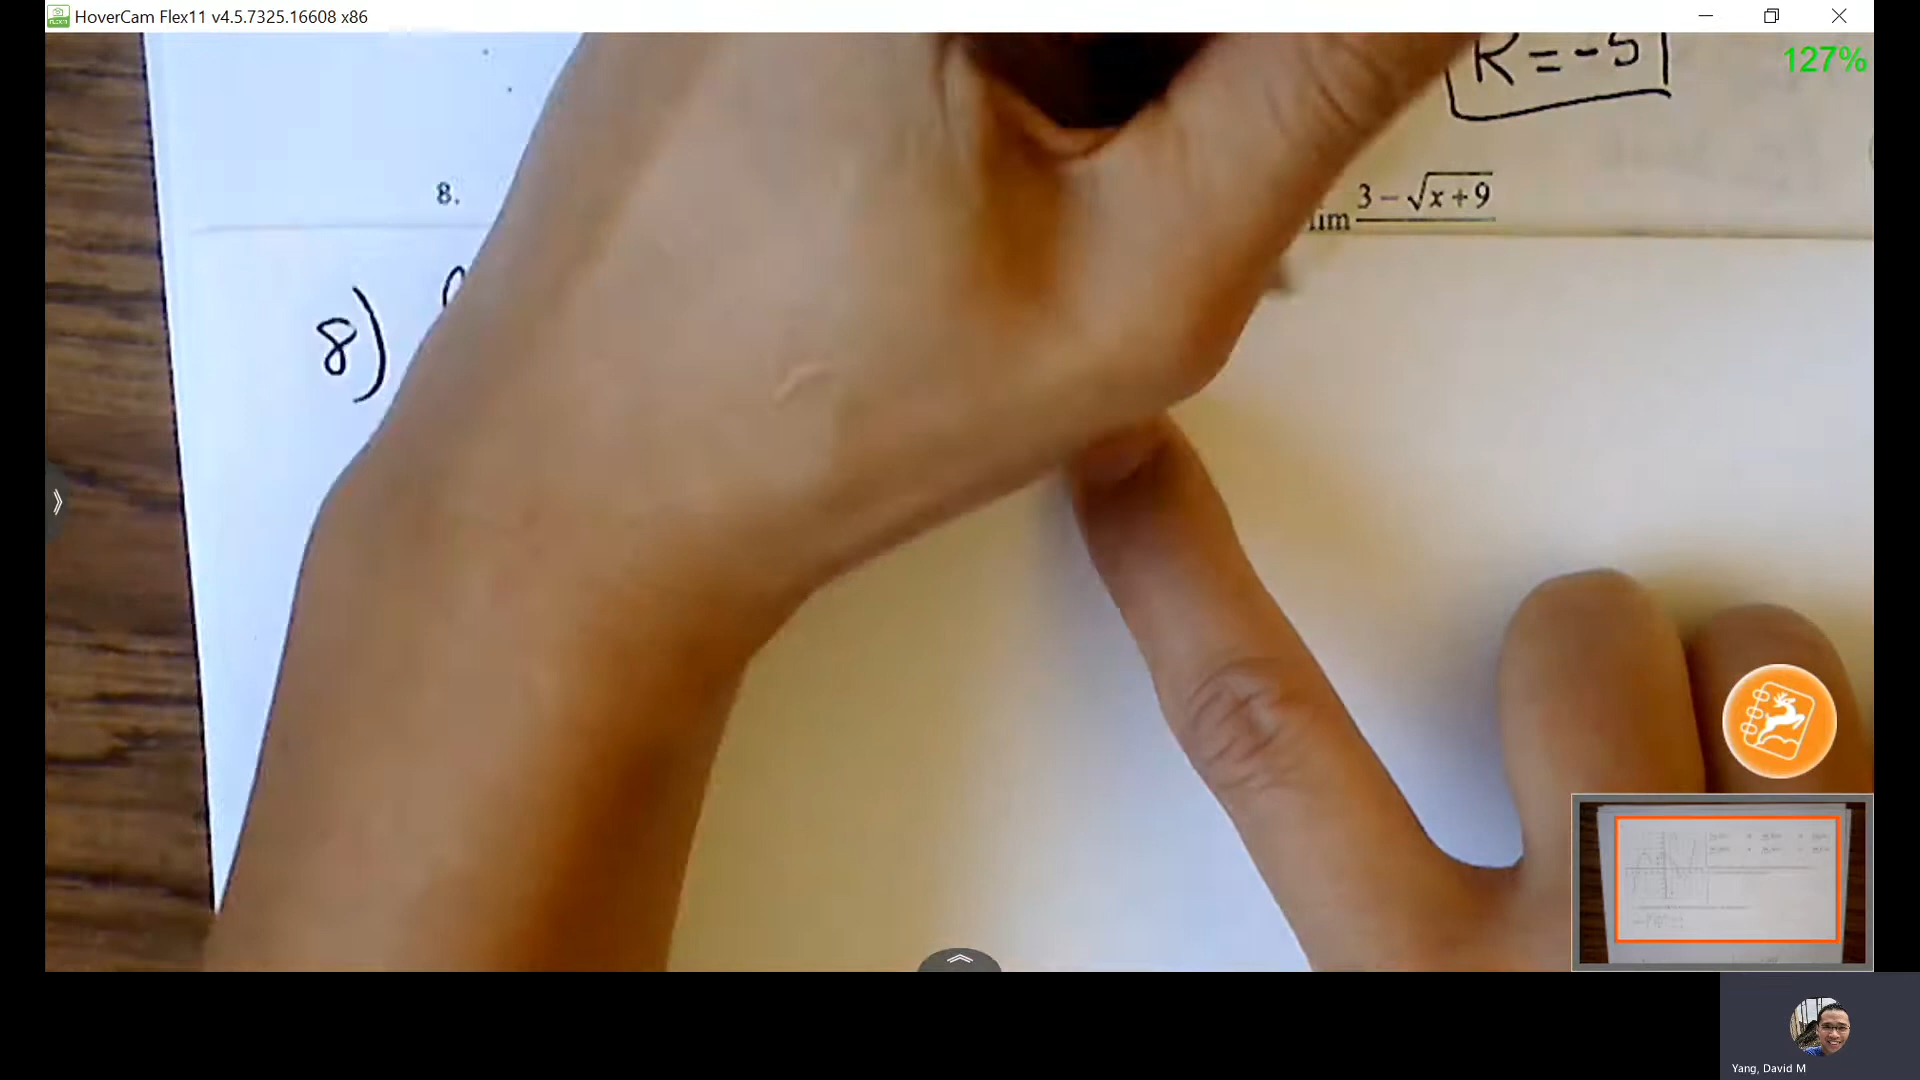 HoverCam Flex11 v4.5.7325.16608 x86
127%
R = -5
8.
lim 3 - √x + 9
8)
Yang, David M